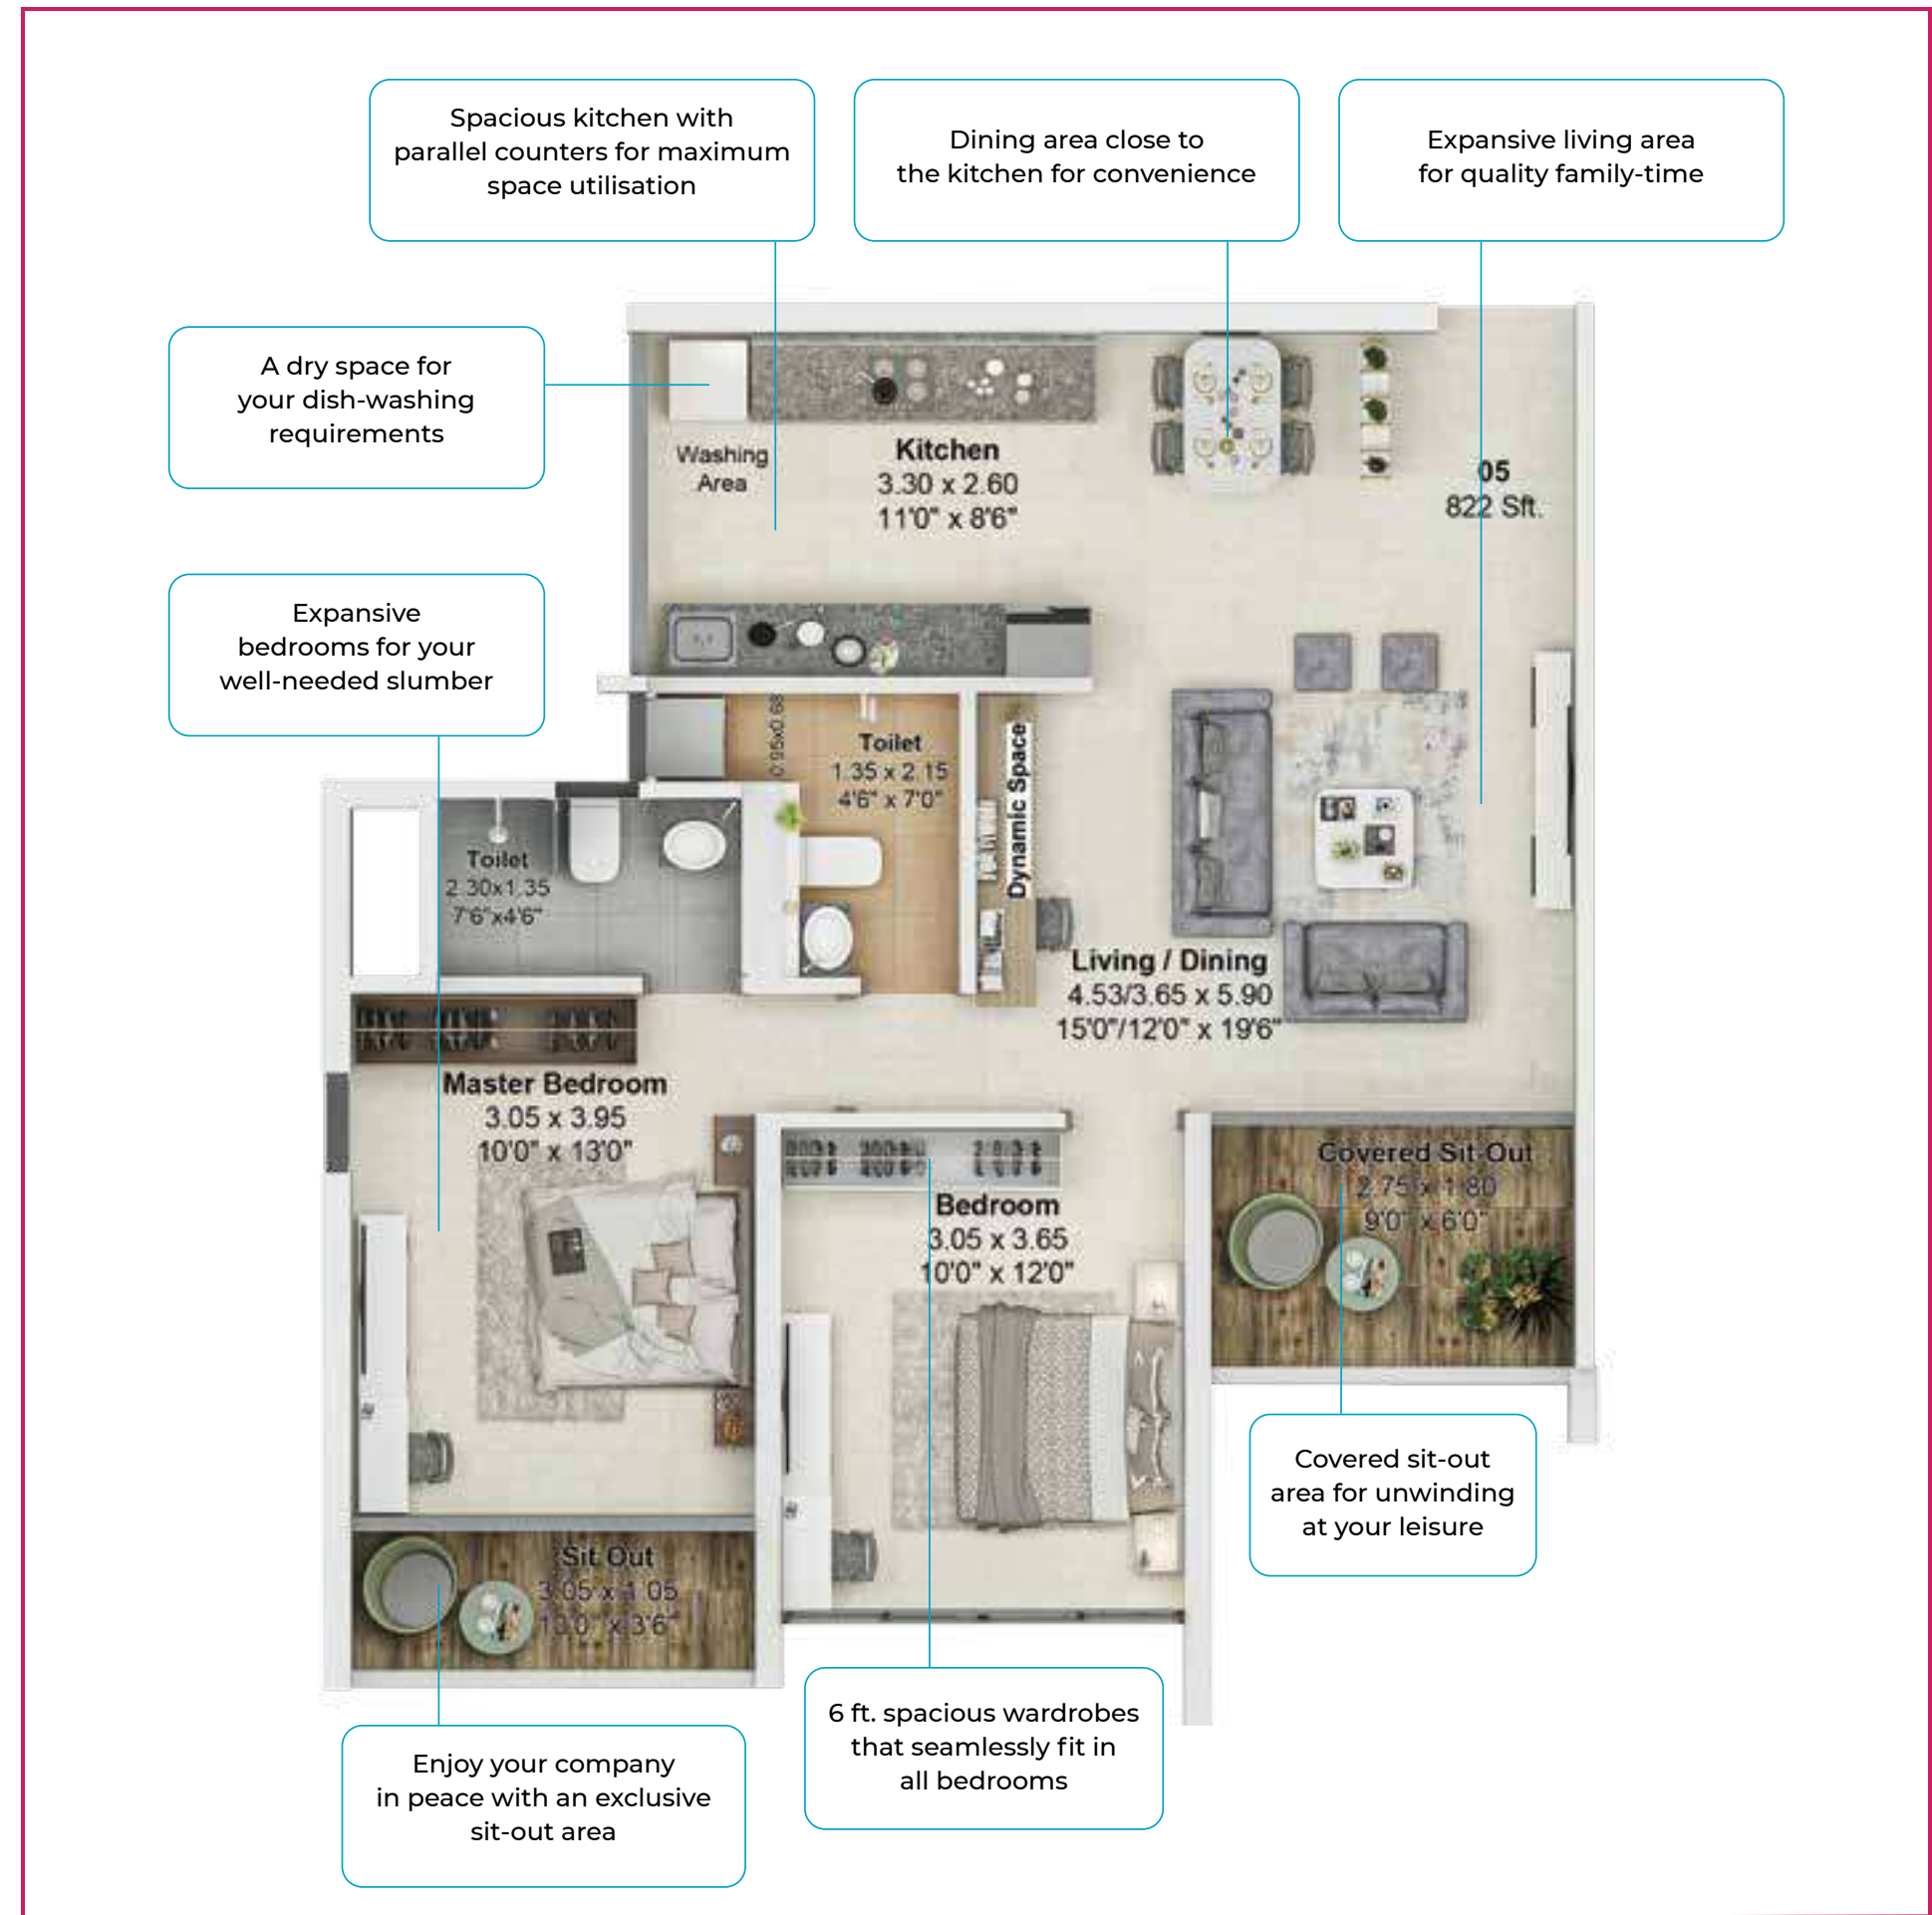 Spacious kitchen with
parallel counters for maximum
space utilisation
Dining area close to
the kitchen for convenience
Expansive living area
for quality family-time
A dry space for
your dish-washing
requirements
Washing
Area
Kitchen
3.30 x 2.60
11'0" x 8'6"
05
822 Sft.
Expansive
bedrooms for your
well-needed slumber
0.95x0.68
Toilet
1.35 x 2.15
4'6" x 7'0"
Dynamic Space
Toilet
2.30x1.35
7'6"x4'6"
Living / Dining
4.53/3.65 x 5.90
15'0"/12'0" x 19'6"
Master Bedroom
3.05 x 3.95
10'0" x 13'0"
Bedroom
3.05 x 3.65
10'0" x 12'0"
Covered Sit-Out
2.75 x 1.80
9'0" x 6'0"
Covered sit-out
area for unwinding
at your leisure
Sit Out
3.05 x 1.05
10'0" x 3'6"
6 ft. spacious wardrobes
that seamlessly fit in
all bedrooms
Enjoy your company
in peace with an exclusive
sit-out area